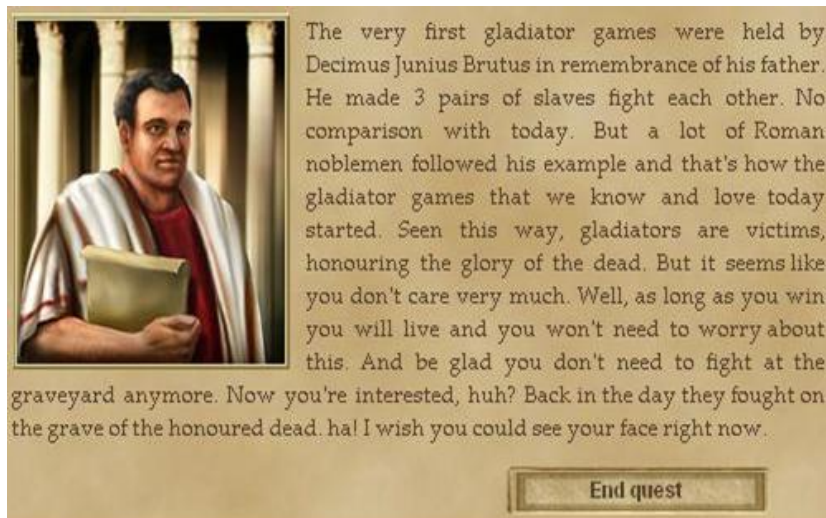 The very first gladiator games were held by
Decimus Junius Brutus in remembrance of his father.
He made 3 pairs of slaves fight each other. No
comparison with today. But a lot of Roman
noblemen followed his example and that's how the
gladiator games that we know and love today
started. Seen this way, gladiators are victims,
honouring the glory of the dead. But it seems like
you don't care very much. Well, as long as you win
you will live and you won't need to worry about
this. And be glad you don't need to fight at the
graveyard anymore. Now you're interested, huh? Back in the day they fought on
the grave of the honoured dead. ha! I wish you could see your face right now.
End quest